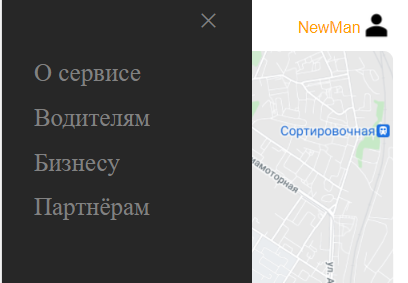 NewMan
О сервисе
Водителям
Бизнесу
Партнёрам
Сортировочная